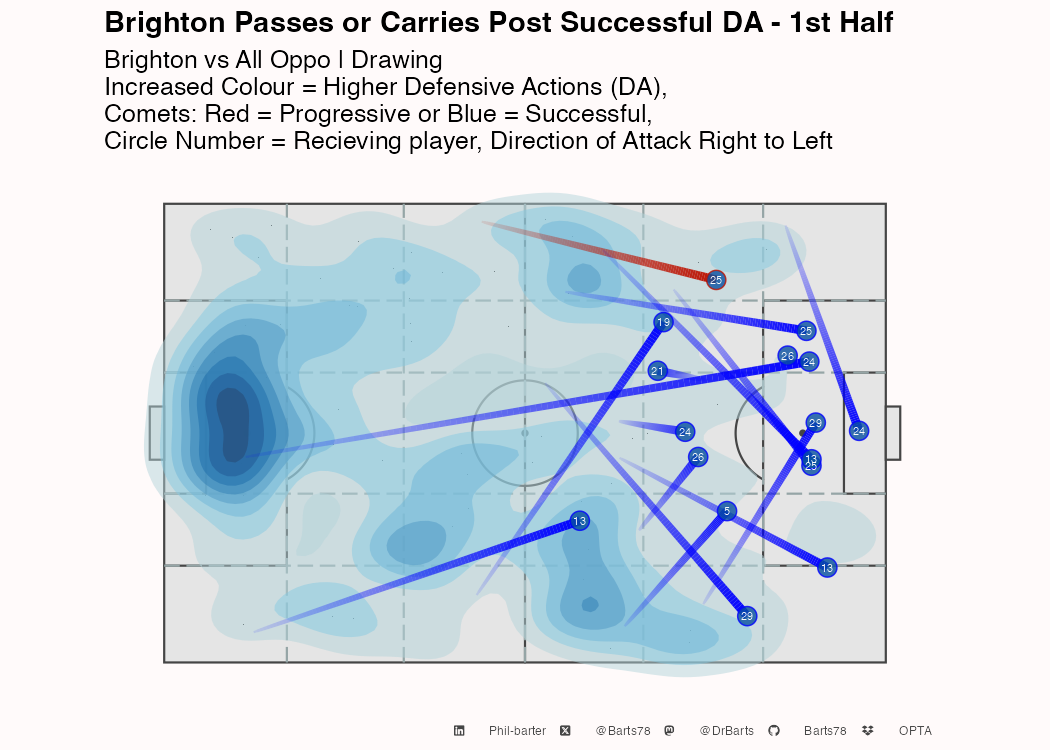 Brighton Passes or Carries Post Successful DA - 1st Half
Brighton vs All Oppo | Drawing
Increased Colour = Higher Defensive Actions (DA),
Comets: Red = Progressive or Blue = Successful,
Circle Number = Recieving player, Direction of Attack Right to Left
25
19
25
26
24
21
29
24
24
26
13
25
5
13
13
29
Phil-barter @Barts78 @DrBarts Barts78 OPTA